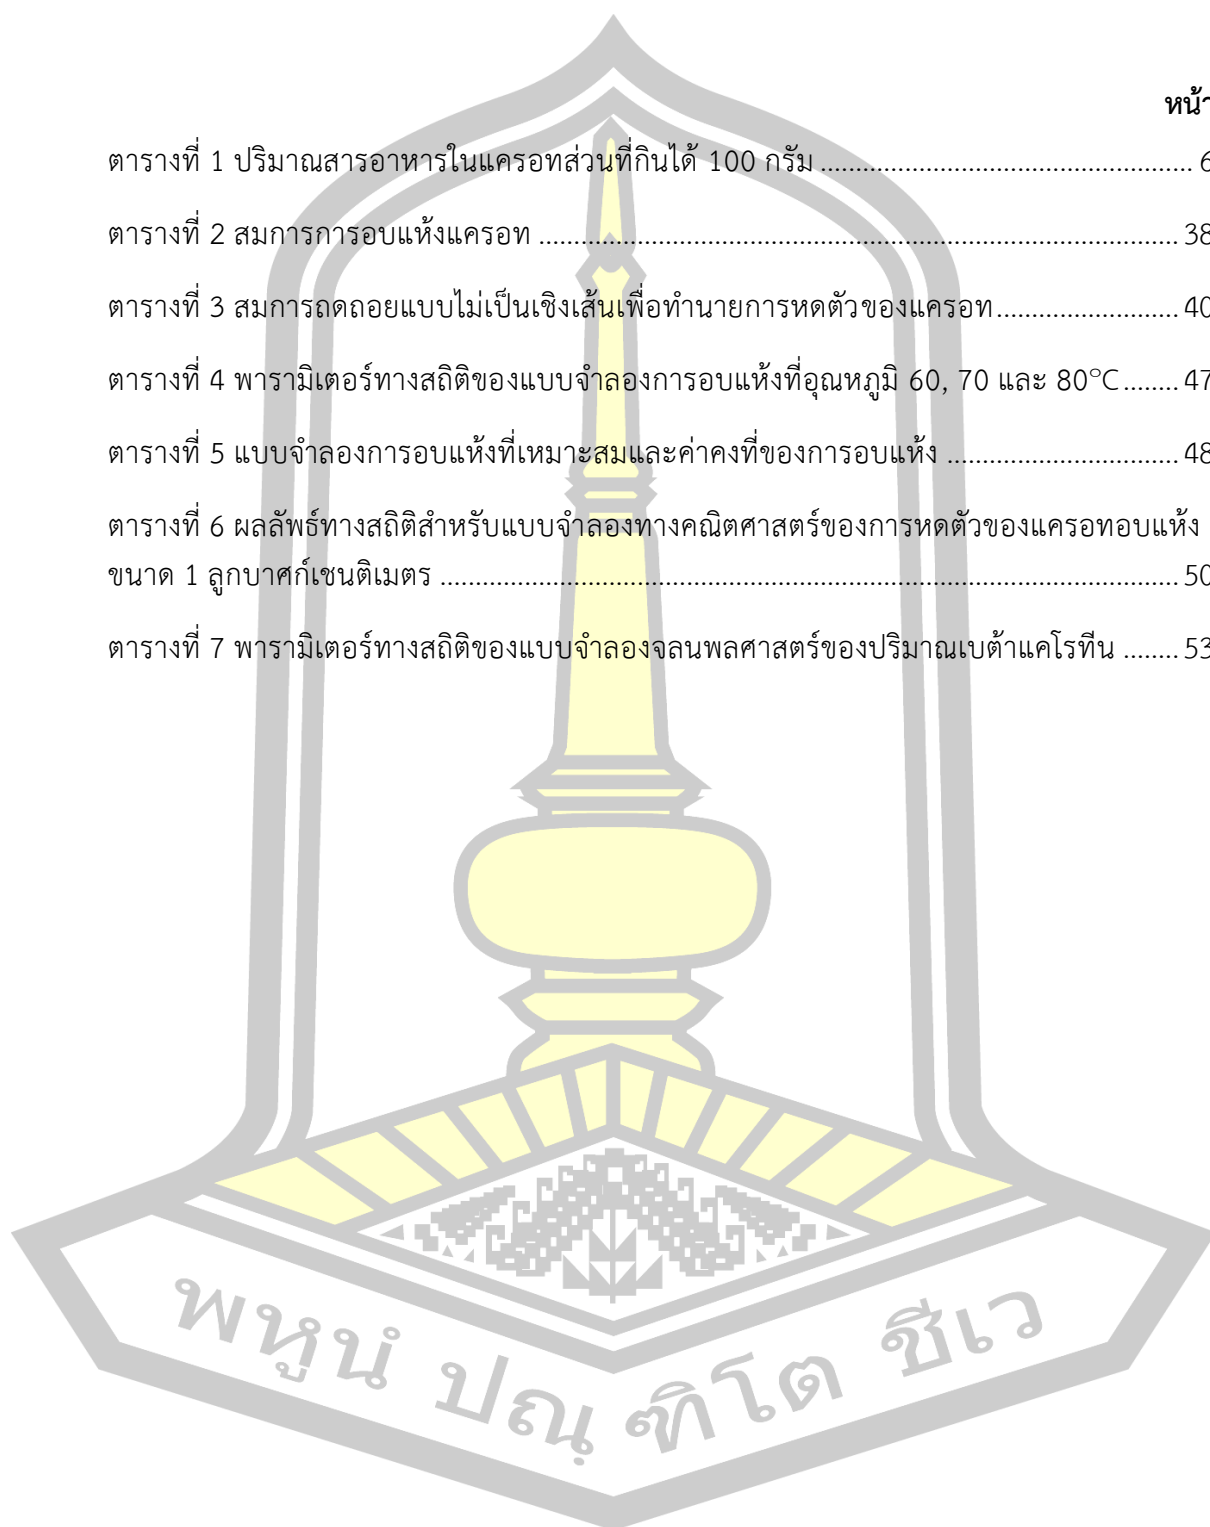 หน้า
ตารางที่ 1 ปริมาณสารอาหารในแครอทส่วนที่กินได้ 100 กรัม ................................................. 6
ตารางที่ 2 สมการการอบแห้งแครอท ..................................................................................... 38
ตารางที่ 3 สมการถดถอยแบบไม่เป็นเชิงเส้นเพื่อทำนายการหดตัวของแครอท........................ 40
ตารางที่ 4 พารามิเตอร์ทางสถิติของแบบจำลองการอบแห้งที่อุณหภูมิ 60, 70 และ 80°C........ 47
ตารางที่ 5 แบบจำลองการอบแห้งที่เหมาะสมและค่าคงที่ของการอบแห้ง ............................... 48
ตารางที่ 6 ผลลัพธ์ทางสถิติสำหรับแบบจำลองทางคณิตศาสตร์ของการหดตัวของแครอทอบแห้ง
ขนาด 1 ลูกบาศก์เซนติเมตร .................................................................................................. 50
ตารางที่ 7 พารามิเตอร์ทางสถิติของแบบจำลองจลนพลศาสตร์ของปริมาณเบต้าแคโรทีน ........ 53
พหูนํ ปณฺฑิโต ชีเว